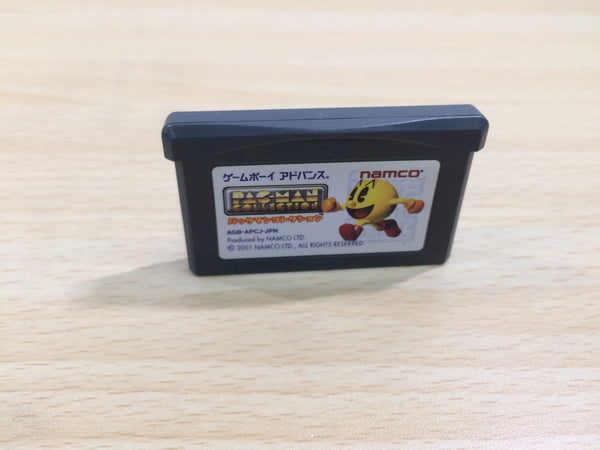 ゲームボーイ アドバンス®
namco®
PAC-MAN
COLLECTION
パックマンコレクション
AGB-APCJ-JPN
Produced by NAMCO LTD.
© 2001 NAMCO LTD., ALL RIGHTS RESERVED